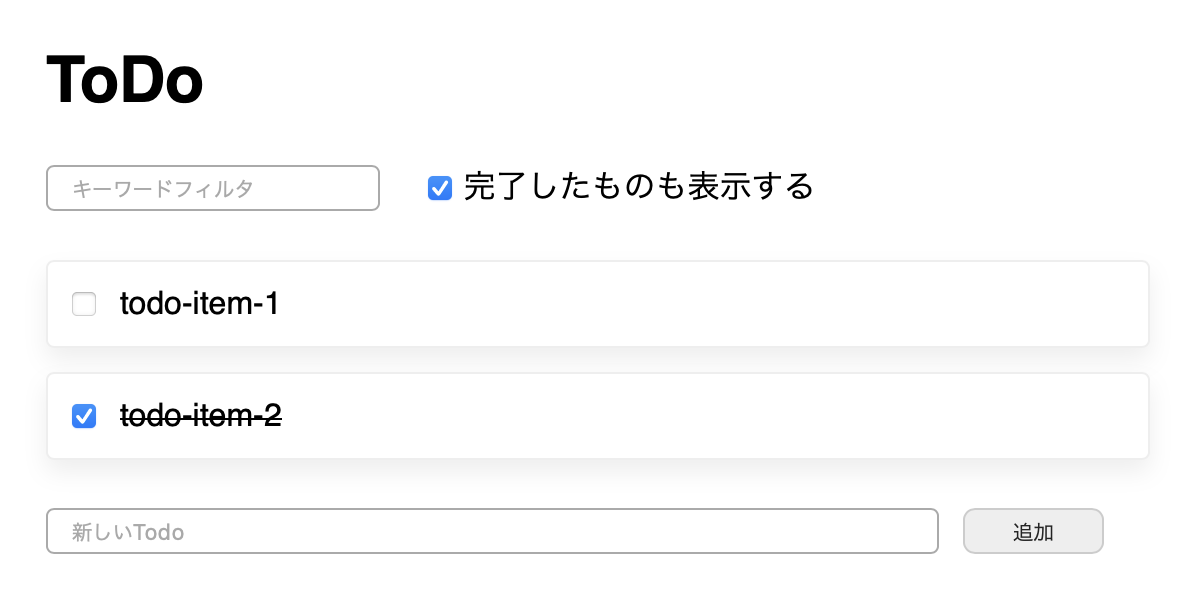 ToDo
キーワードフィルタ
完了したものも表示する
todo-item-1
todo-item-2
新しいTodo
追加